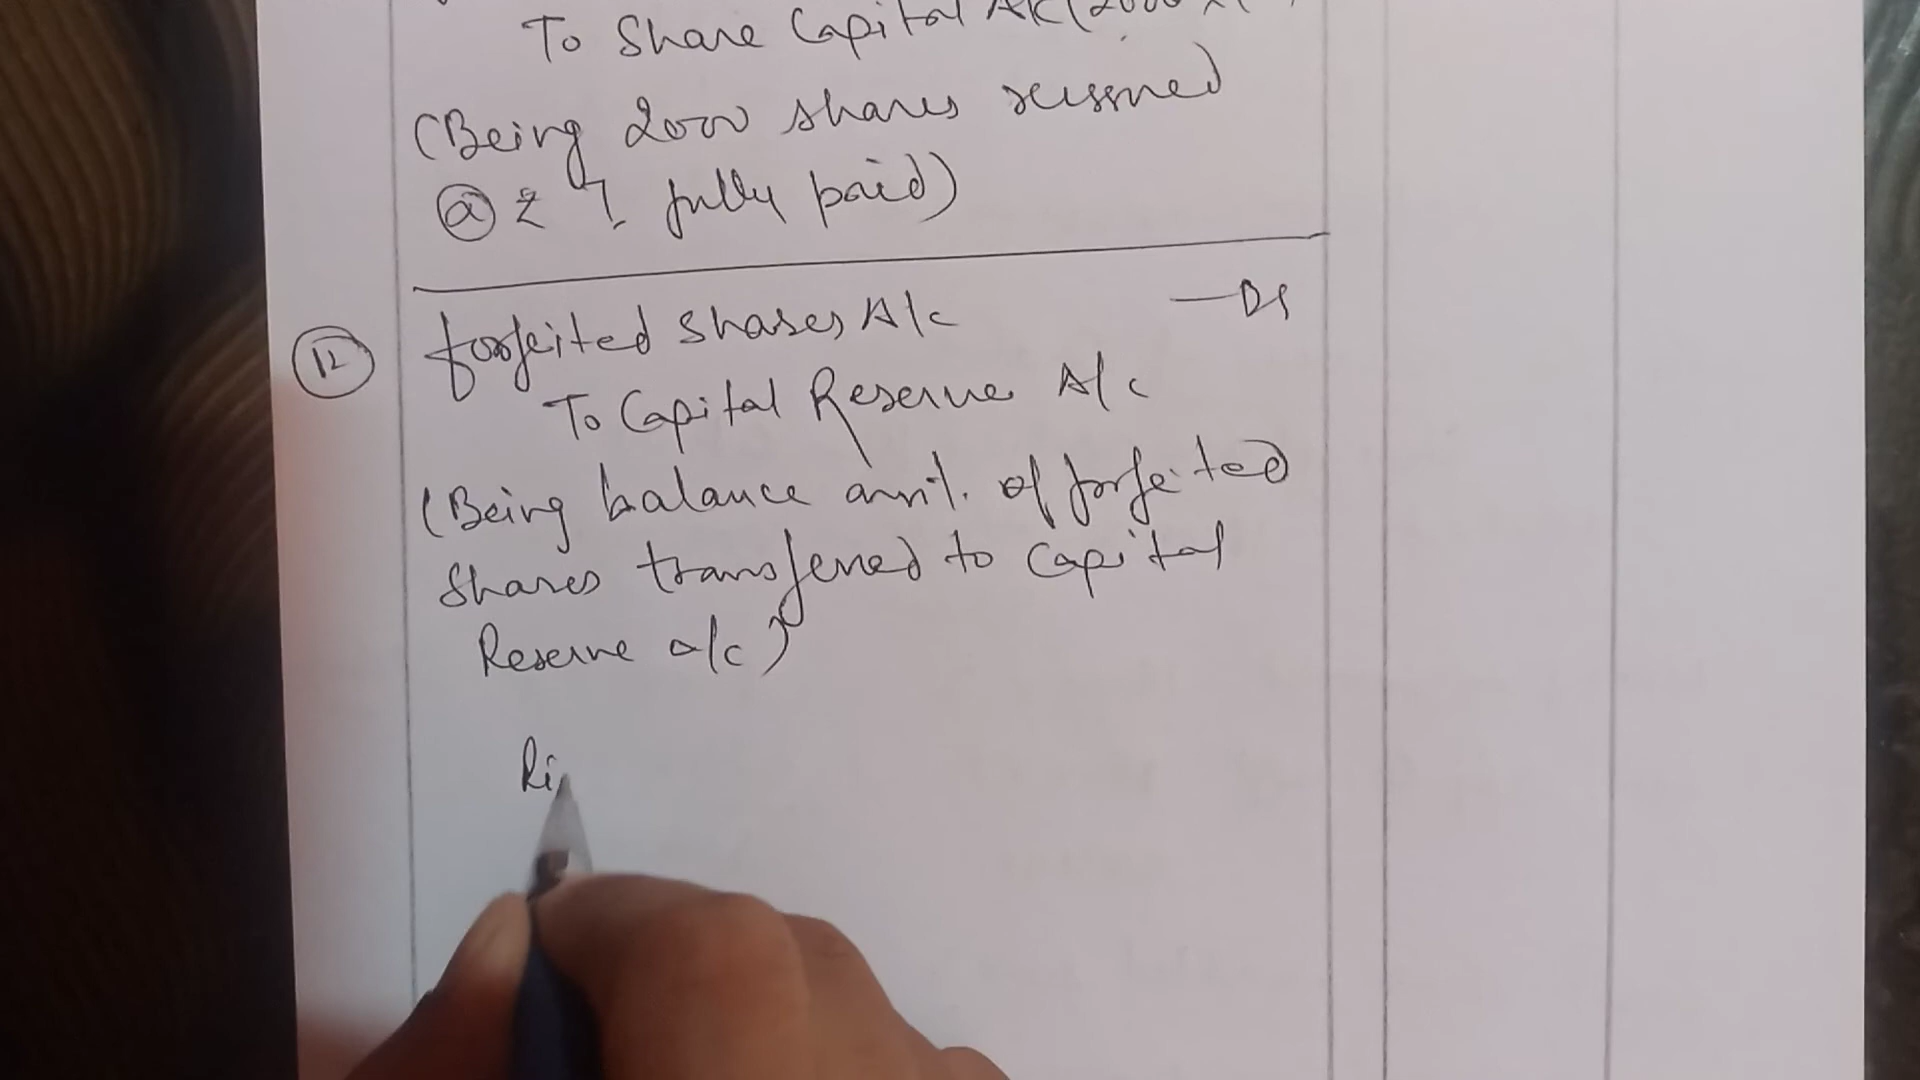 To Share Capital A/c (2000 x
(Being 2000 shares reissued
@ ₹ 7 fully paid)
12 forfeited shares A/c — Dr
To Capital Reserve A/c
(Being balance amt. of forfeited
Shares transferred to Capital
Reserve a/c)